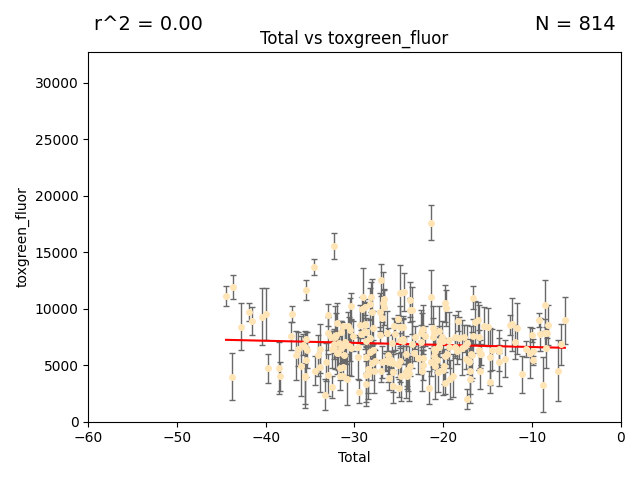 r^2 = 0.00
N = 814
Total vs toxgreen_fluor
30000
25000
20000
15000
10000
5000
0
toxgreen_fluor
−60
−50
−40
−30
−20
−10
0
Total